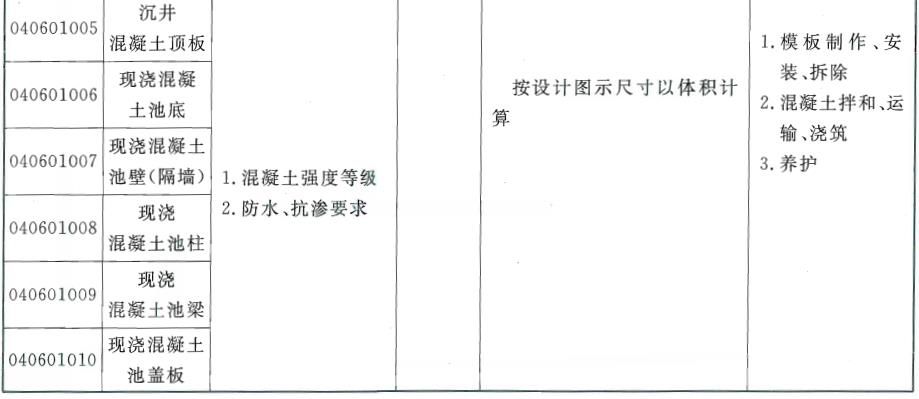 040601005
沉井
混凝土顶板
040601006
现浇混凝
土池底
040601007
现浇混凝土
池壁(隔墙)
040601008
现浇
混凝土池柱
040601009
现浇
混凝土池梁
040601010
现浇混凝土
池盖板
1.混凝土强度等级
2.防水、抗渗要求
按设计图示尺寸以体积计
算
1.模板制作、安
装、拆除
2.混凝土拌和、运
输、浇筑
3.养护